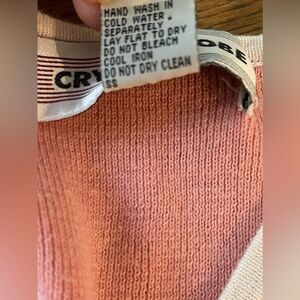 HAND WASH IN
COLD WATER.
SEPARATELY
LAY FLAT TO DRY
DO NOT BLEACH
COOL IRON
DO NOT DRY CLEAN
SS
CRY
OBE